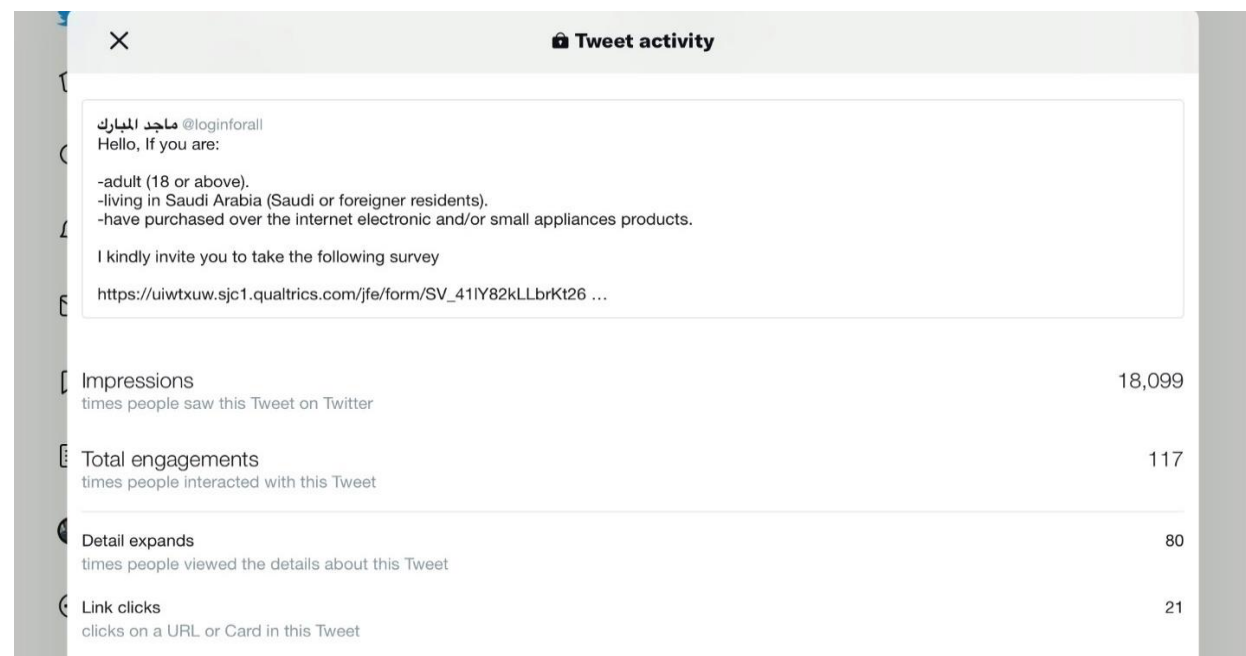 Tweet activity
ماجد المبارك @loginforall
Hello, If you are:
-adult (18 or above).
-living in Saudi Arabia (Saudi or foreigner residents).
-have purchased over the internet electronic and/or small appliances products.
I kindly invite you to take the following survey
https://uiwtxuw.sjc1.qualtrics.com/jfe/form/SV_41lY82kLLbrKt26 …
Impressions 18,099
times people saw this Tweet on Twitter
Total engagements 117
times people interacted with this Tweet
Detail expands 80
times people viewed the details about this Tweet
Link clicks 21
clicks on a URL or Card in this Tweet